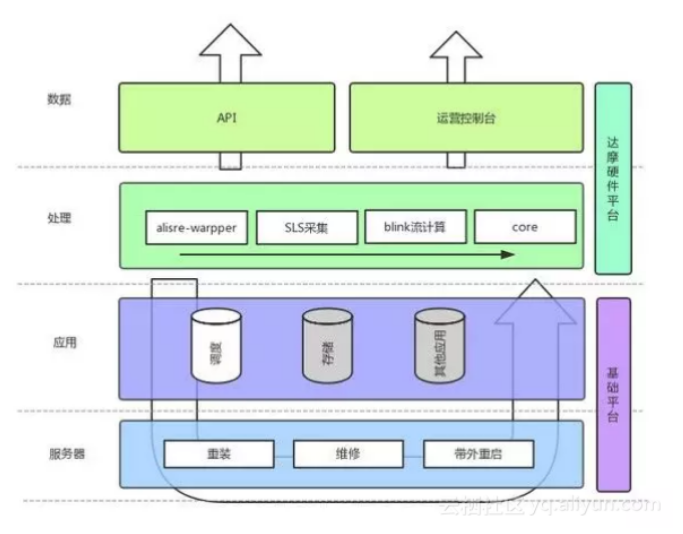 数据
API
运营控制台
达摩硬件平台
处理
alisre-warpper
SLS采集
blink流计算
core
应用
调度
存储
其他应用
基础平台
服务器
重装
维修
带外重启
云栖社区 yq.aliyun.com